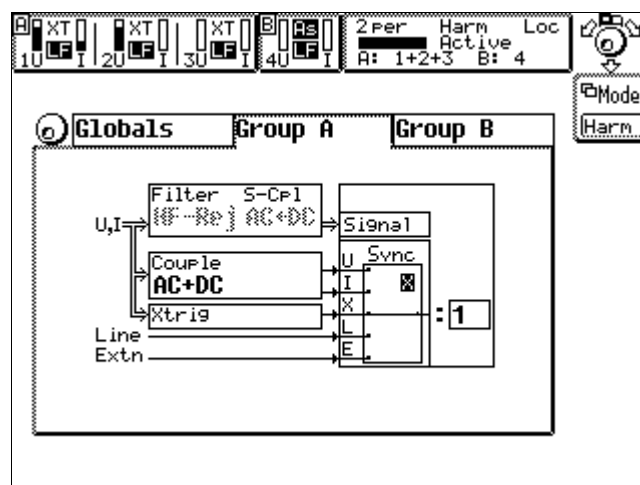 A XT XT XT B As 2 per Harm Loc
LF LF LF LF Active
1U I 2U I 3U I 4U I A: 1+2+3 B: 4
Mode
Harm
Globals Group A Group B
Filter S-Cpl
HF-Rej AC+DC
U,I Signal
Couple U Sync
AC+DC I
Xtrig X :1
Line L
Extn E